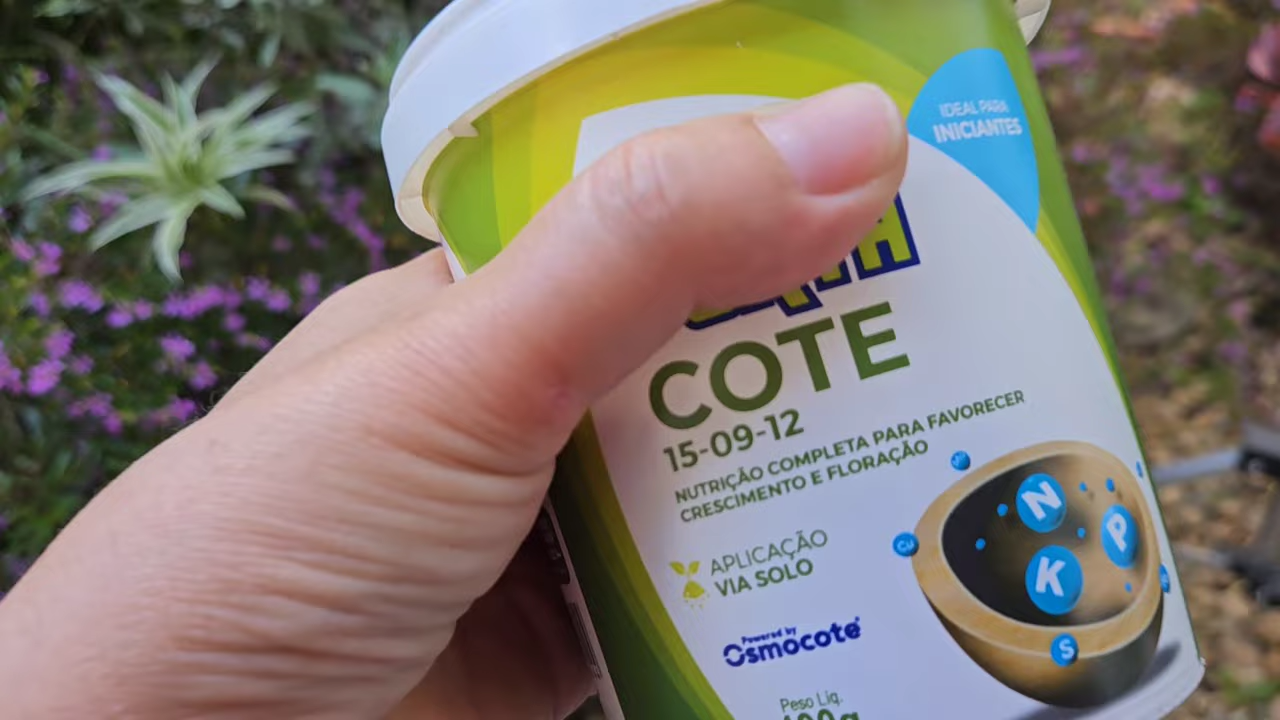 IDEAL PARA
INICIANTES
COTE
15-09-12
NUTRIÇÃO COMPLETA PARA FAVORECER
CRESCIMENTO E FLORAÇÃO
N
P
K
Cu
S
APLICAÇÃO
VIA SOLO
Powered by
Osmocote
Peso Líq.